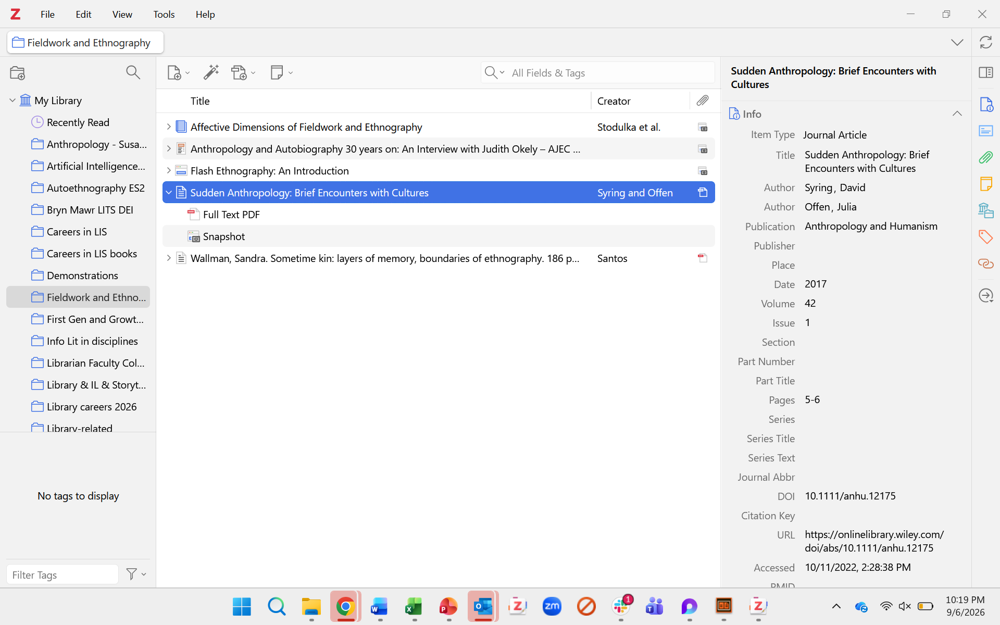 File
Edit
View
Tools
Help
Fieldwork and Ethnography
My Library
Recently Read
Anthropology - Susa...
Artificial Intelligence...
Autoethnography ES2
Bryn Mawr LITS DEI
Careers in LIS
Careers in LIS books
Demonstrations
Fieldwork and Ethno...
First Gen and Growt...
Info Lit in disciplines
Librarian Faculty Col...
Library & IL & Storyt...
Library careers 2026
Library-related
No tags to display
Filter Tags
All Fields & Tags
Title Creator
Affective Dimensions of Fieldwork and Ethnography Stodulka et al.
Anthropology and Autobiography 30 years on: An Interview with Judith Okely – AJEC ...
Flash Ethnography: An Introduction
Sudden Anthropology: Brief Encounters with Cultures Syring and Offen
Full Text PDF
Snapshot
Wallman, Sandra. Sometime kin: layers of memory, boundaries of ethnography. 186 p... Santos
Sudden Anthropology: Brief Encounters with
Cultures
Info
Item Type Journal Article
Title Sudden Anthropology: Brief
Encounters with Cultures
Author Syring, David
Author Offen, Julia
Publication Anthropology and Humanism
Publisher
Place
Date 2017
Volume 42
Issue 1
Section
Part Number
Part Title
Pages 5-6
Series
Series Title
Series Text
Journal Abbr
DOI 10.1111/anhu.12175
Citation Key
URL https://onlinelibrary.wiley.com/
doi/abs/10.1111/anhu.12175
Accessed 10/11/2022, 2:28:38 PM
PMID
zm
1
10:19 PM
9/6/2026